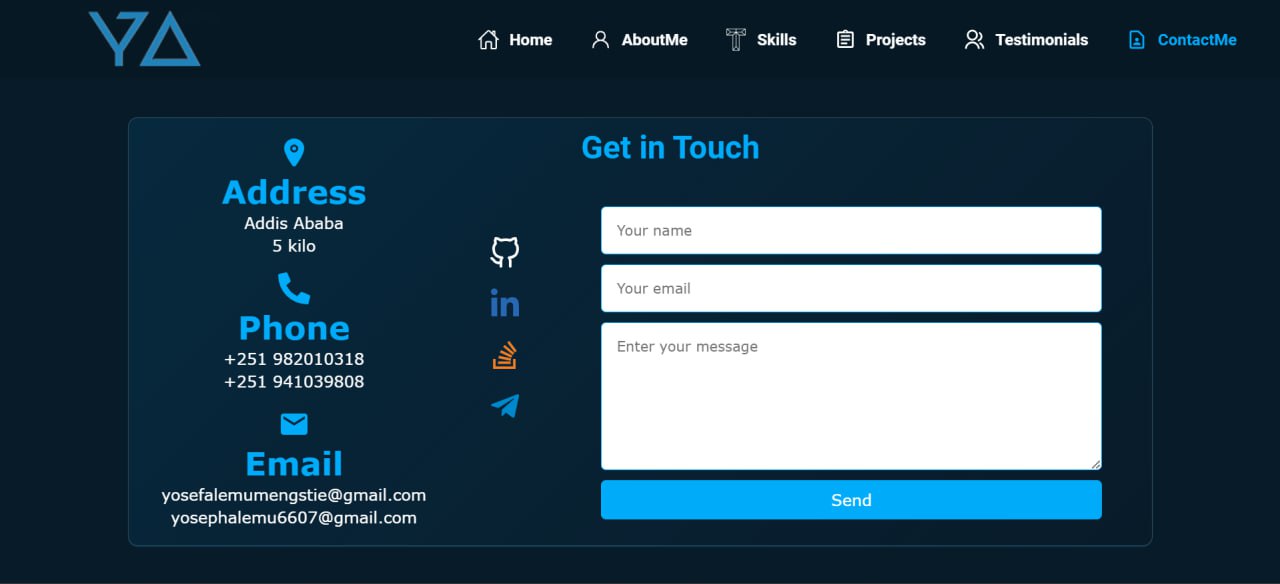 YA
Home AboutMe Skills Projects Testimonials ContactMe
Get in Touch
Address
Addis Ababa
5 kilo
Phone
+251 982010318
+251 941039808
Email
yosefalemumengstie@gmail.com
yosephalemu6607@gmail.com
in
Your name
Your email
Enter your message
Send